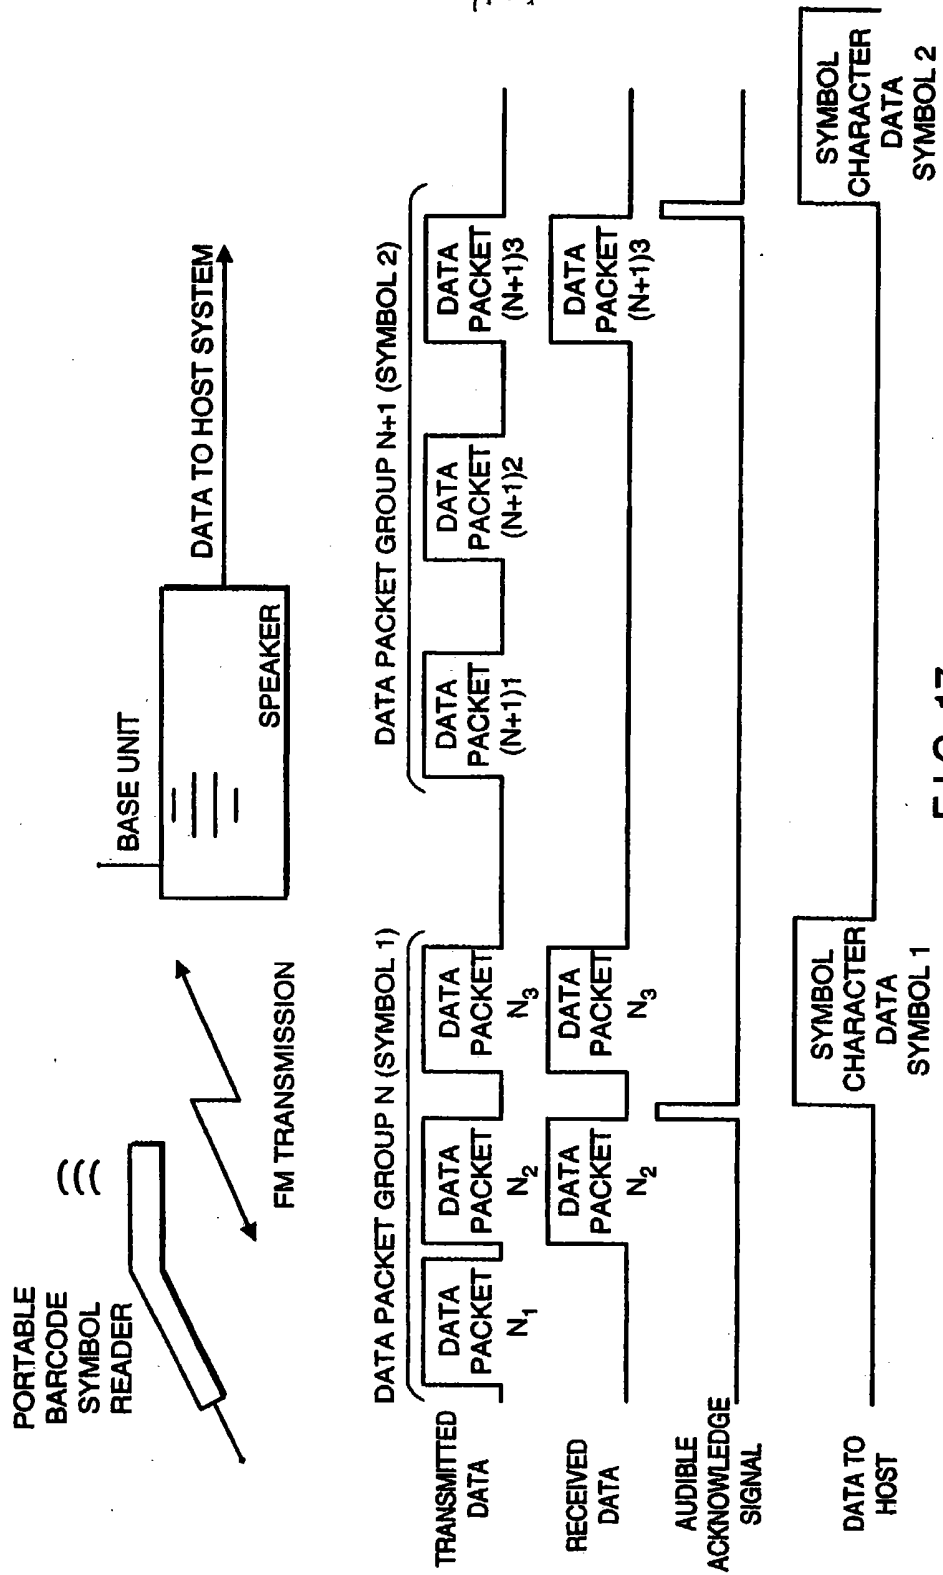 PORTABLE
BARCODE
SYMBOL
READER
FM TRANSMISSION
BASE UNIT
SPEAKER
DATA TO HOST SYSTEM
DATA PACKET GROUP N (SYMBOL 1)
DATA PACKET GROUP N+1 (SYMBOL 2)
TRANSMITTED
DATA
DATA
PACKET
N1
DATA
PACKET
N2
DATA
PACKET
N3
DATA
PACKET
(N+1)1
DATA
PACKET
(N+1)2
DATA
PACKET
(N+1)3
RECEIVED
DATA
DATA
PACKET
N2
DATA
PACKET
N3
DATA
PACKET
(N+1)3
AUDIBLE
ACKNOWLEDGE
SIGNAL
DATA TO
HOST
SYMBOL
CHARACTER
DATA
SYMBOL 1
SYMBOL
CHARACTER
DATA
SYMBOL 2